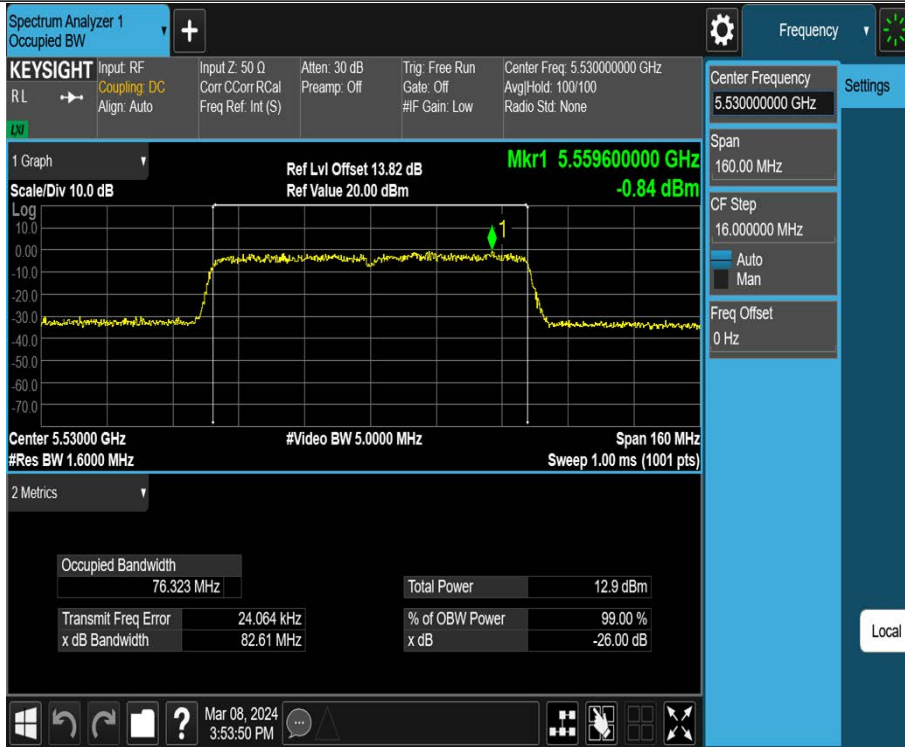 Spectrum Analyzer 1
Occupied BW
+
Frequency
KEYSIGHT
R L
LXI
Input: RF
Coupling: DC
Align: Auto
Input Z: 50 Ω
Corr CCorr RCal
Freq Ref: Int (S)
Atten: 30 dB
Preamp: Off
Trig: Free Run
Gate: Off
#IF Gain: Low
Center Freq: 5.530000000 GHz
Avg|Hold: 100/100
Radio Std: None
Center Frequency
5.530000000 GHz
Settings
Span
160.00 MHz
CF Step
16.000000 MHz
Auto
Man
Freq Offset
0 Hz
Local
1 Graph
Scale/Div 10.0 dB
Ref Lvl Offset 13.82 dB
Ref Value 20.00 dBm
Mkr1 5.559600000 GHz
-0.84 dBm
Log
10.0
0.00
-10.0
-20.0
-30.0
-40.0
-50.0
-60.0
-70.0
1
Center 5.53000 GHz
#Video BW 5.0000 MHz
Span 160 MHz
#Res BW 1.6000 MHz
Sweep 1.00 ms (1001 pts)
2 Metrics
Occupied Bandwidth
76.323 MHz
Total Power 12.9 dBm
Transmit Freq Error 24.064 kHz
% of OBW Power 99.00 %
x dB Bandwidth 82.61 MHz
x dB -26.00 dB
?
Mar 08, 2024
3:53:50 PM